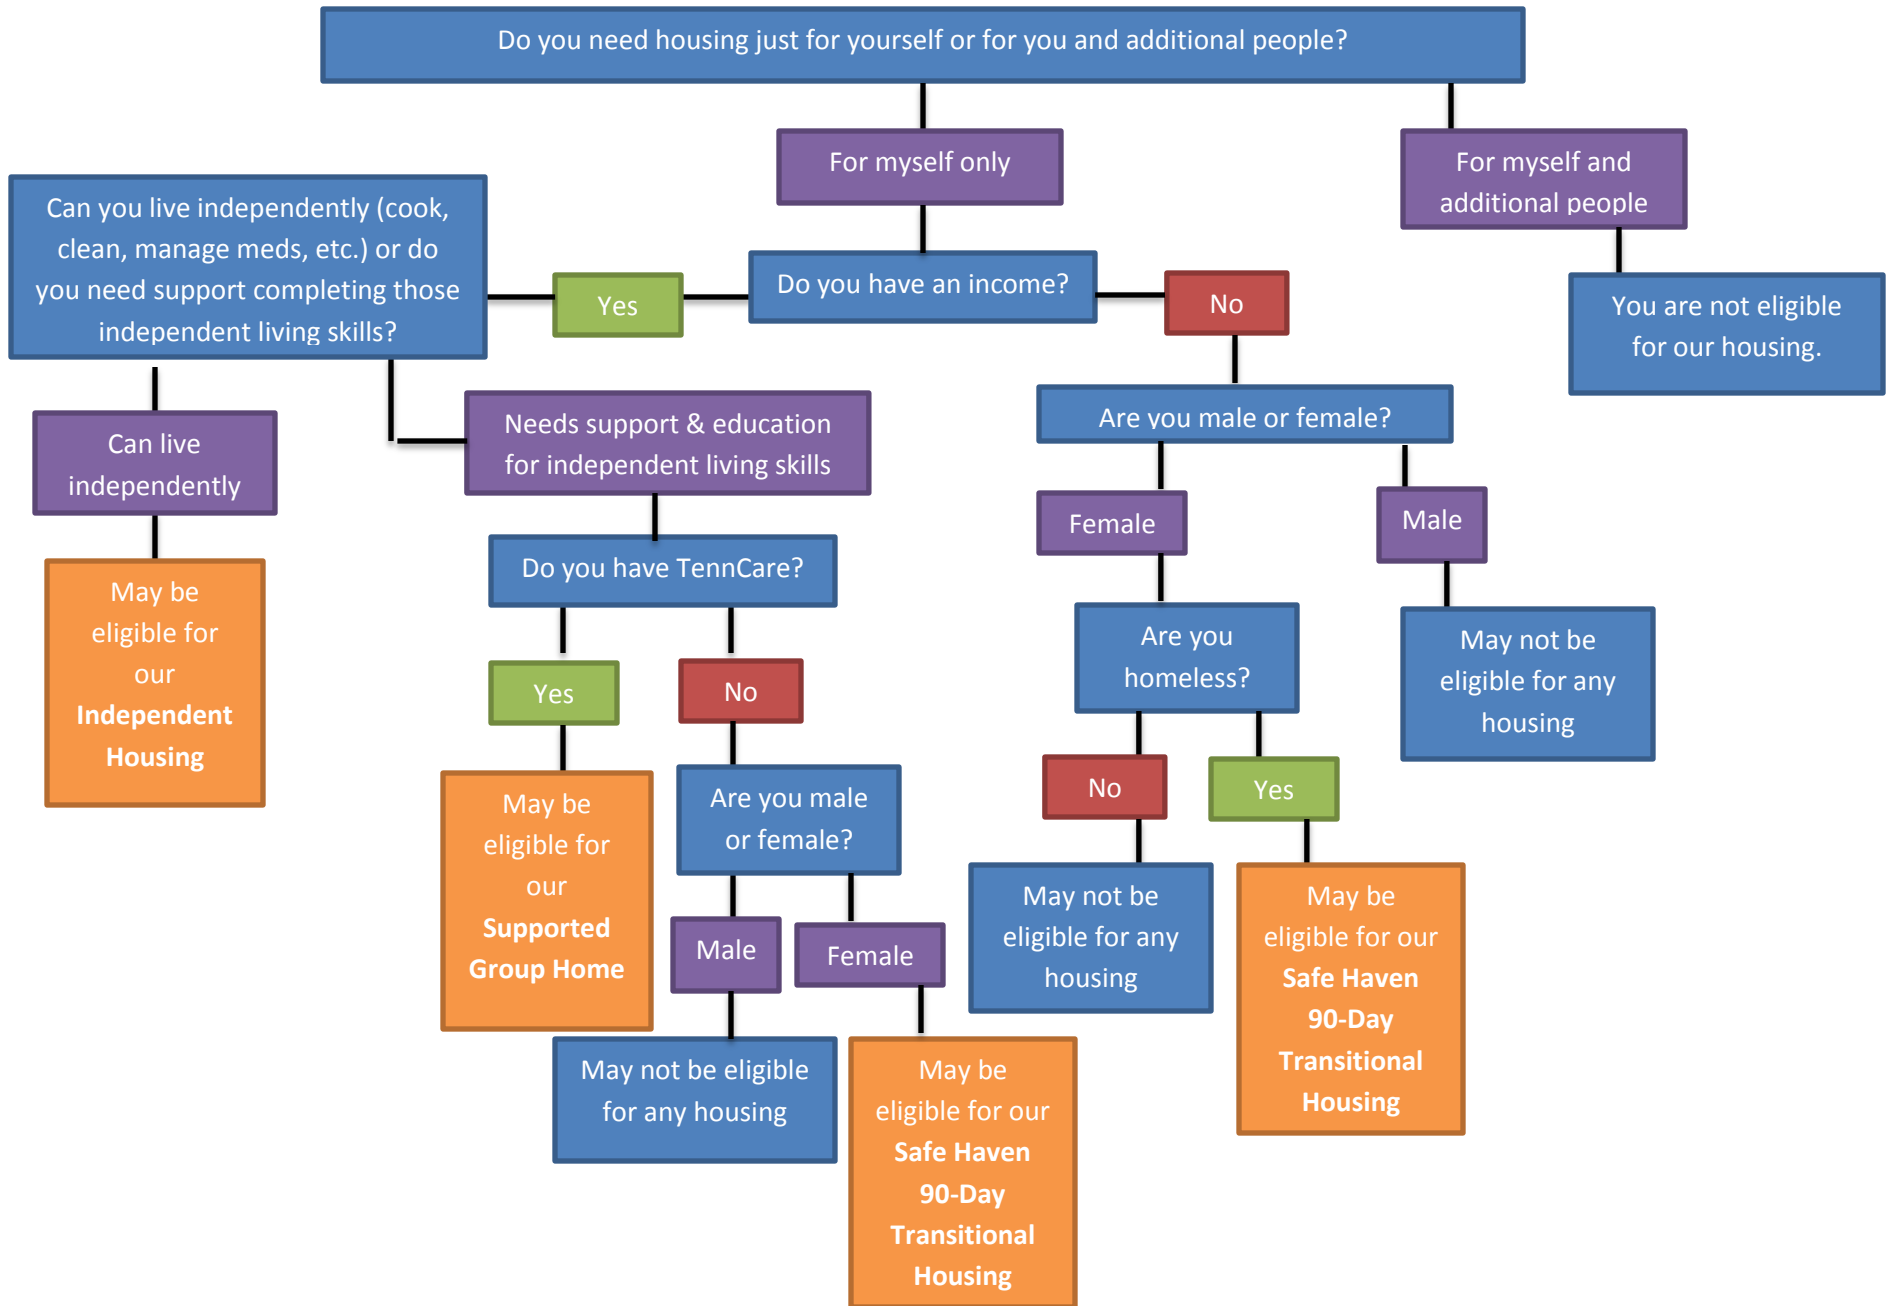 Do you need housing just for yourself or for you and additional people?
For myself only
For myself and
additional people
Can you live independently (cook,
clean, manage meds, etc.) or do
you need support completing those
independent living skills?
Yes
Do you have an income?
No
You are not eligible
for our housing.
Can live
independently
Needs support & education
for independent living skills
Are you male or female?
Female
Male
May be
eligible for
our
Independent
Housing
Do you have TennCare?
Are you
homeless?
May not be
eligible for any
housing
Yes
No
No
Yes
May be
eligible for
our
Supported
Group Home
Are you male
or female?
May not be
eligible for any
housing
May be
eligible for our
Safe Haven
90-Day
Transitional
Housing
Male
Female
May not be eligible
for any housing
May be
eligible for our
Safe Haven
90-Day
Transitional
Housing